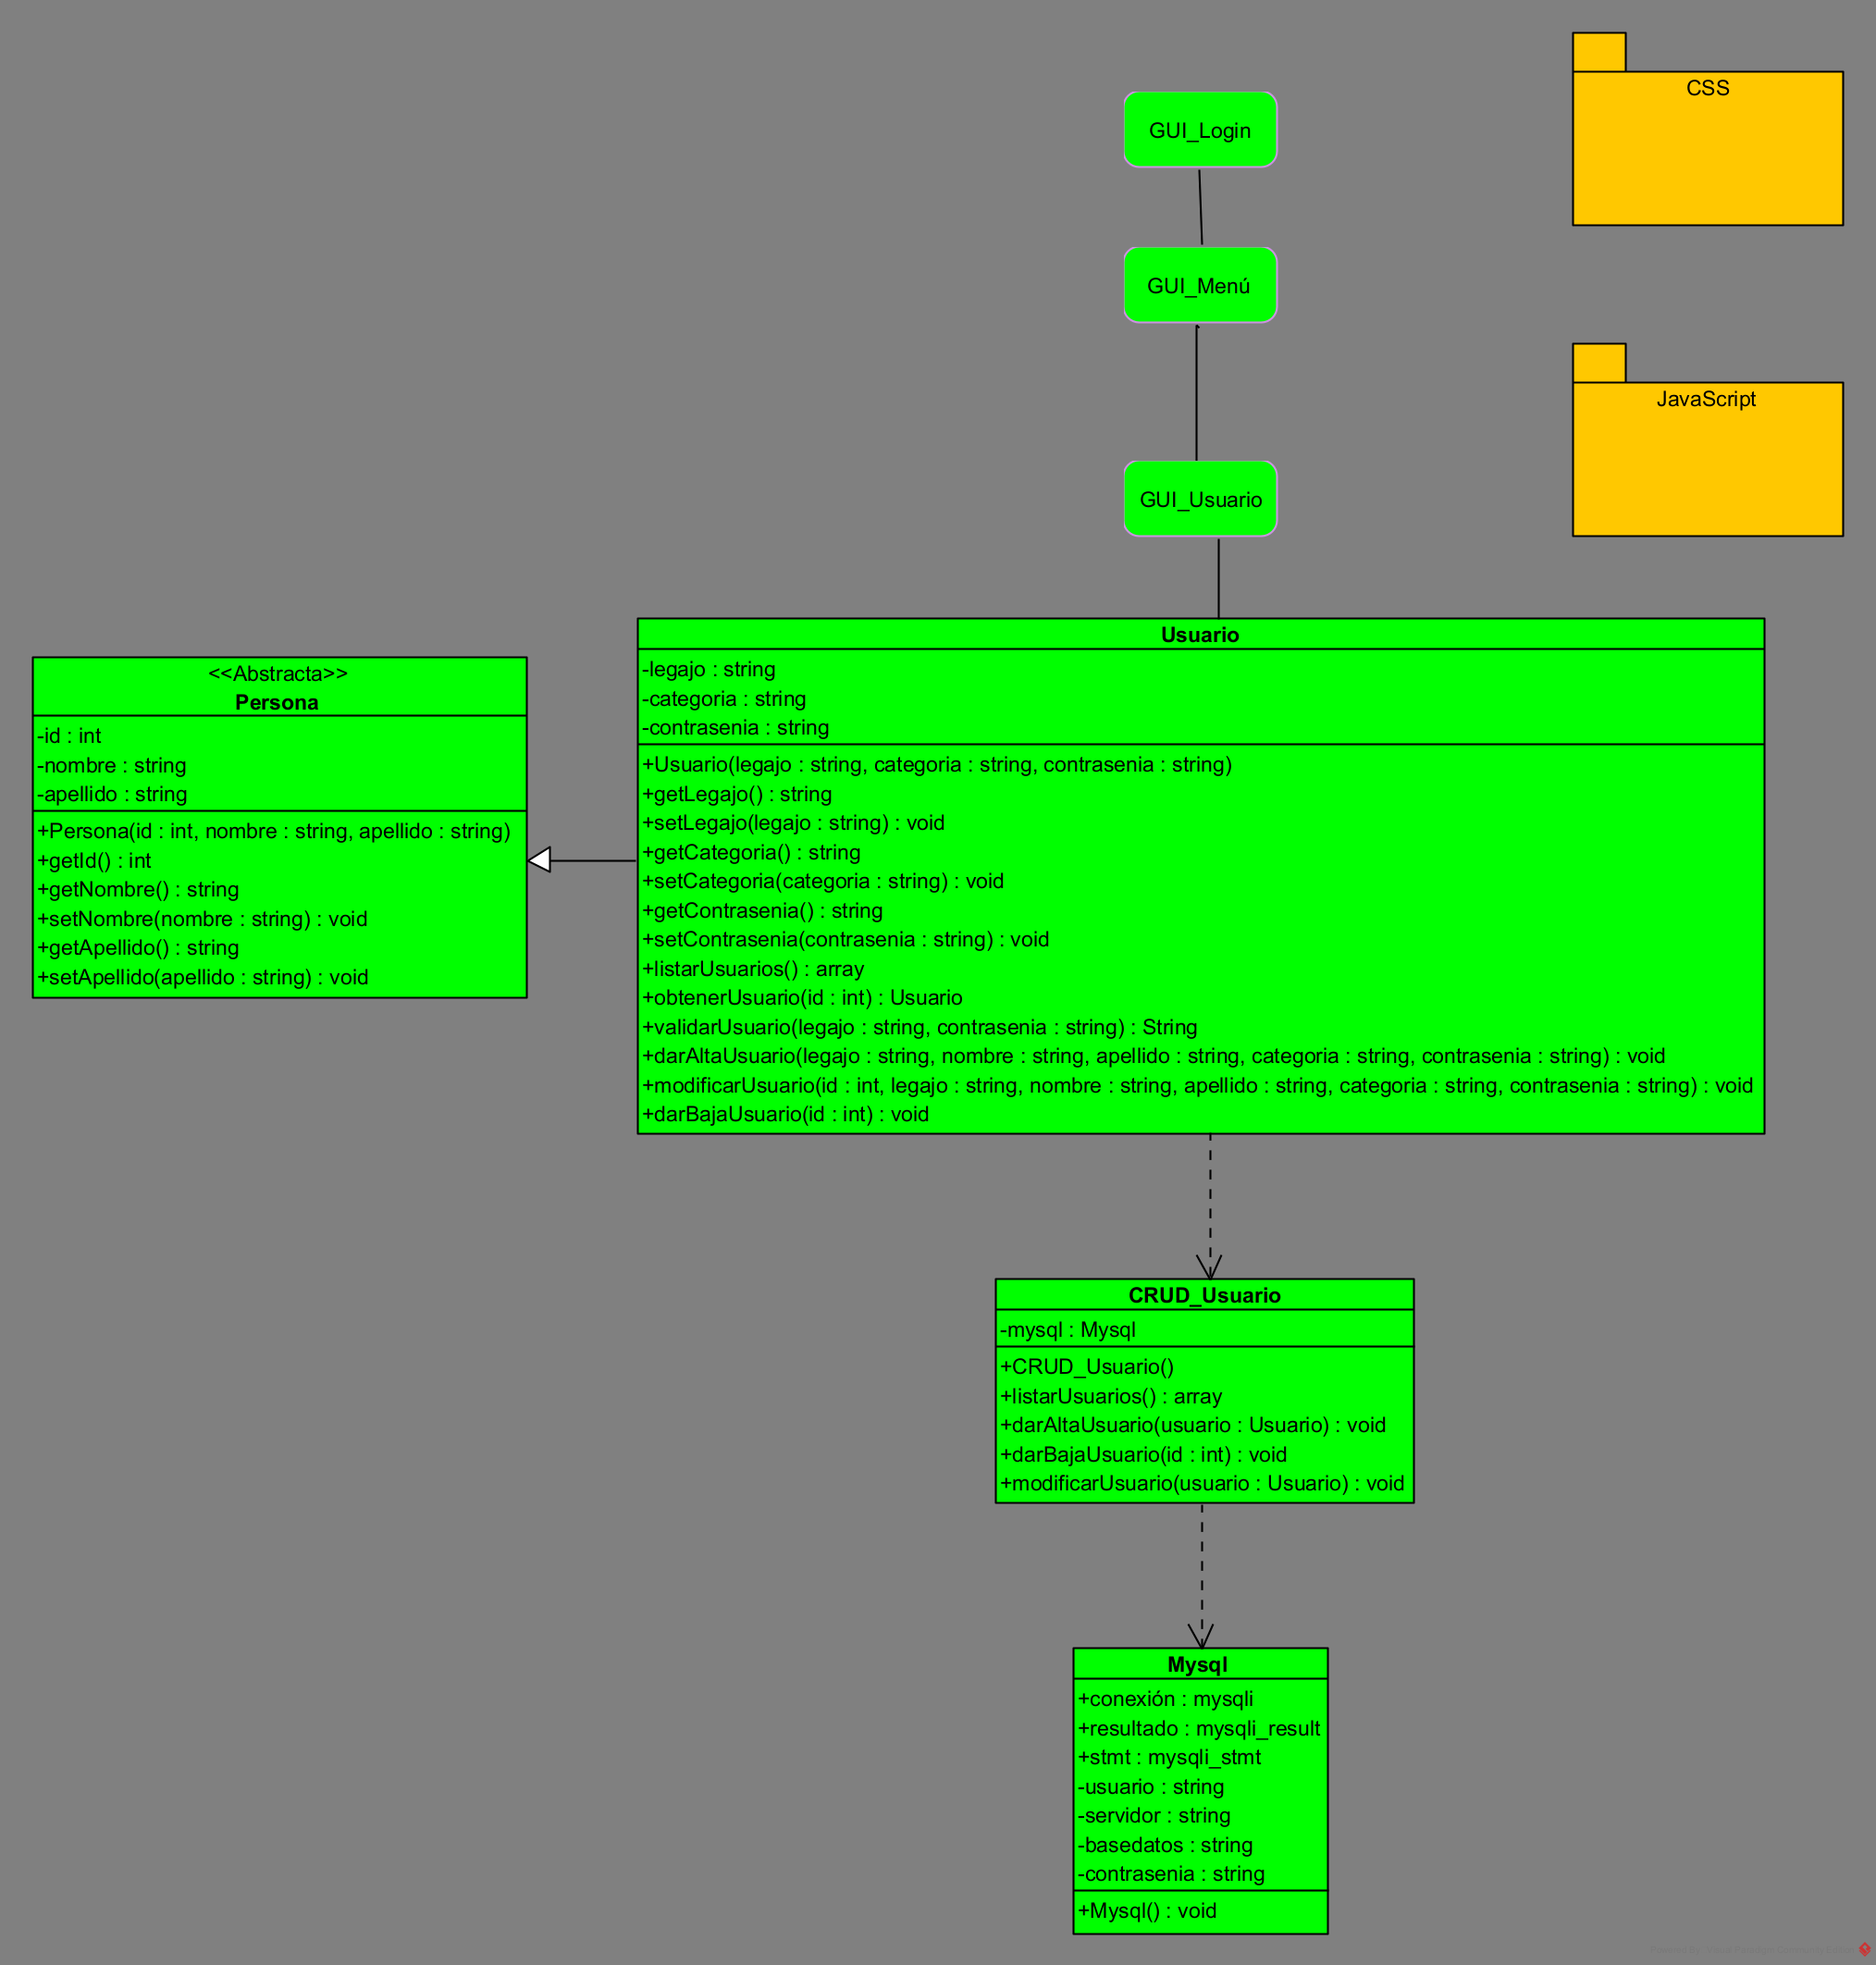 CSS
GUI_Login
GUI_Menú
JavaScript
GUI_Usuario
<<Abstracta>>
Persona
-id : int
-nombre : string
-apellido : string
+Persona(id : int, nombre : string, apellido : string)
+getId() : int
+getNombre() : string
+setNombre(nombre : string) : void
+getApellido() : string
+setApellido(apellido : string) : void
Usuario
-legajo : string
-categoria : string
-contrasenia : string
+Usuario(legajo : string, categoria : string, contrasenia : string)
+getLegajo() : string
+setLegajo(legajo : string) : void
+getCategoria() : string
+setCategoria(categoria : string) : void
+getContrasenia() : string
+setContrasenia(contrasenia : string) : void
+listarUsuarios() : array
+obtenerUsuario(id : int) : Usuario
+validarUsuario(legajo : string, contrasenia : string) : String
+darAltaUsuario(legajo : string, nombre : string, apellido : string, categoria : string, contrasenia : string) : void
+modificarUsuario(id : int, legajo : string, nombre : string, apellido : string, categoria : string, contrasenia : string) : void
+darBajaUsuario(id : int) : void
CRUD_Usuario
-mysql : Mysql
+CRUD_Usuario()
+listarUsuarios() : array
+darAltaUsuario(usuario : Usuario) : void
+darBajaUsuario(id : int) : void
+modificarUsuario(usuario : Usuario) : void
Mysql
+conexión : mysqli
+resultado : mysqli_result
+stmt : mysqli_stmt
-usuario : string
-servidor : string
-basedatos : string
-contrasenia : string
+Mysql() : void